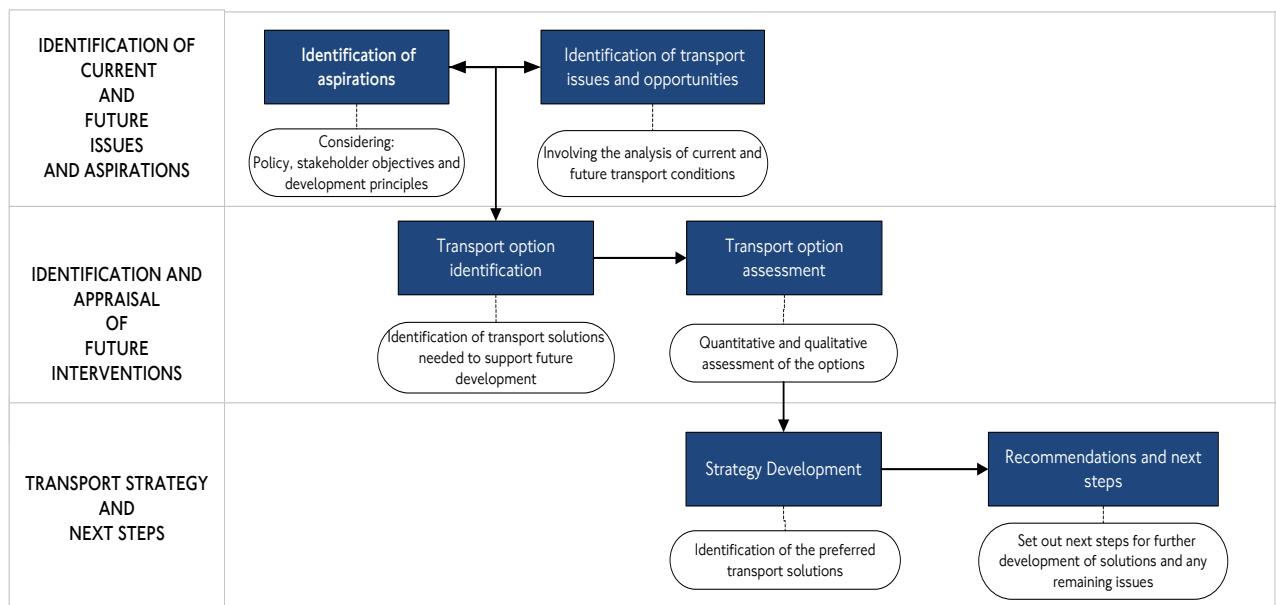 IDENTIFICATION OF
CURRENT
AND
FUTURE
ISSUES
AND ASPIRATIONS
Identification of
aspirations
Identification of transport
issues and opportunities
Considering:
Policy, stakeholder objectives and
development principles
Involving the analysis of current and
future transport conditions
IDENTIFICATION AND
APPRAISAL
OF
FUTURE
INTERVENTIONS
Transport option
identification
Transport option
assessment
Identification of transport solutions
needed to support future
development
Quantitative and qualitative
assessment of the options
TRANSPORT STRATEGY
AND
NEXT STEPS
Strategy Development
Recommendations and next
steps
Identification of the preferred
transport solutions
Set out next steps for further
development of solutions and any
remaining issues